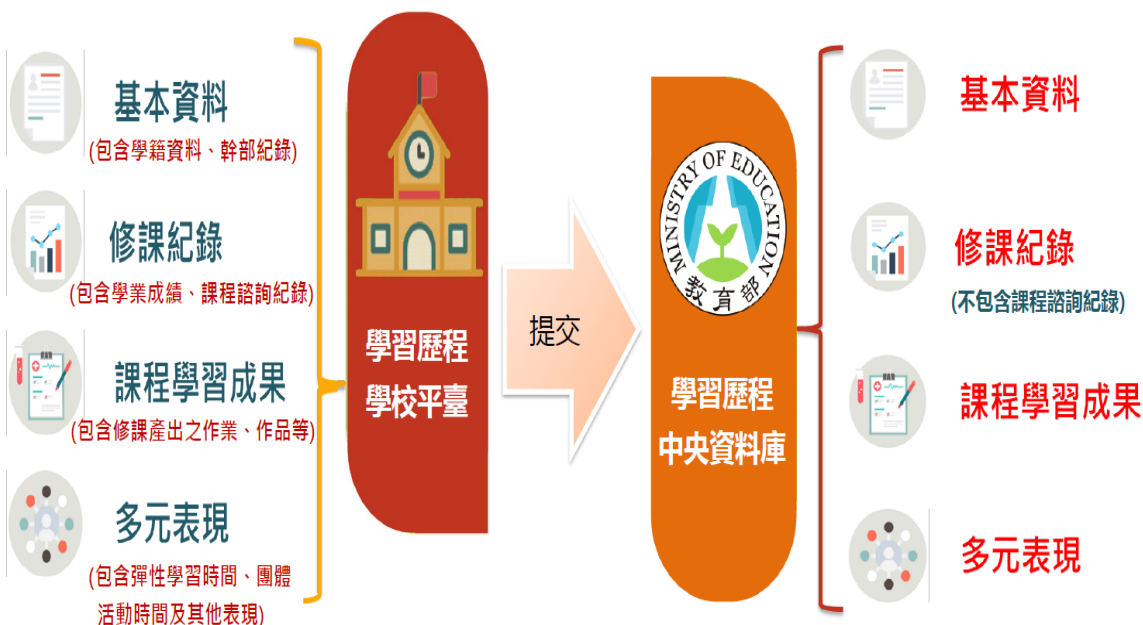 基本資料
(包含學籍資料、幹部紀錄)
修課紀錄
(包含學業成績、課程諮詢紀錄)
課程學習成果
(包含修課產出之作業、作品等)
多元表現
(包含彈性學習時間、團體
活動時間及其他表現)
學習歷程
學校平臺
提交
MINISTRY OF EDUCATION
教育部
學習歷程
中央資料庫
基本資料
修課紀錄
(不包含課程諮詢紀錄)
課程學習成果
多元表現